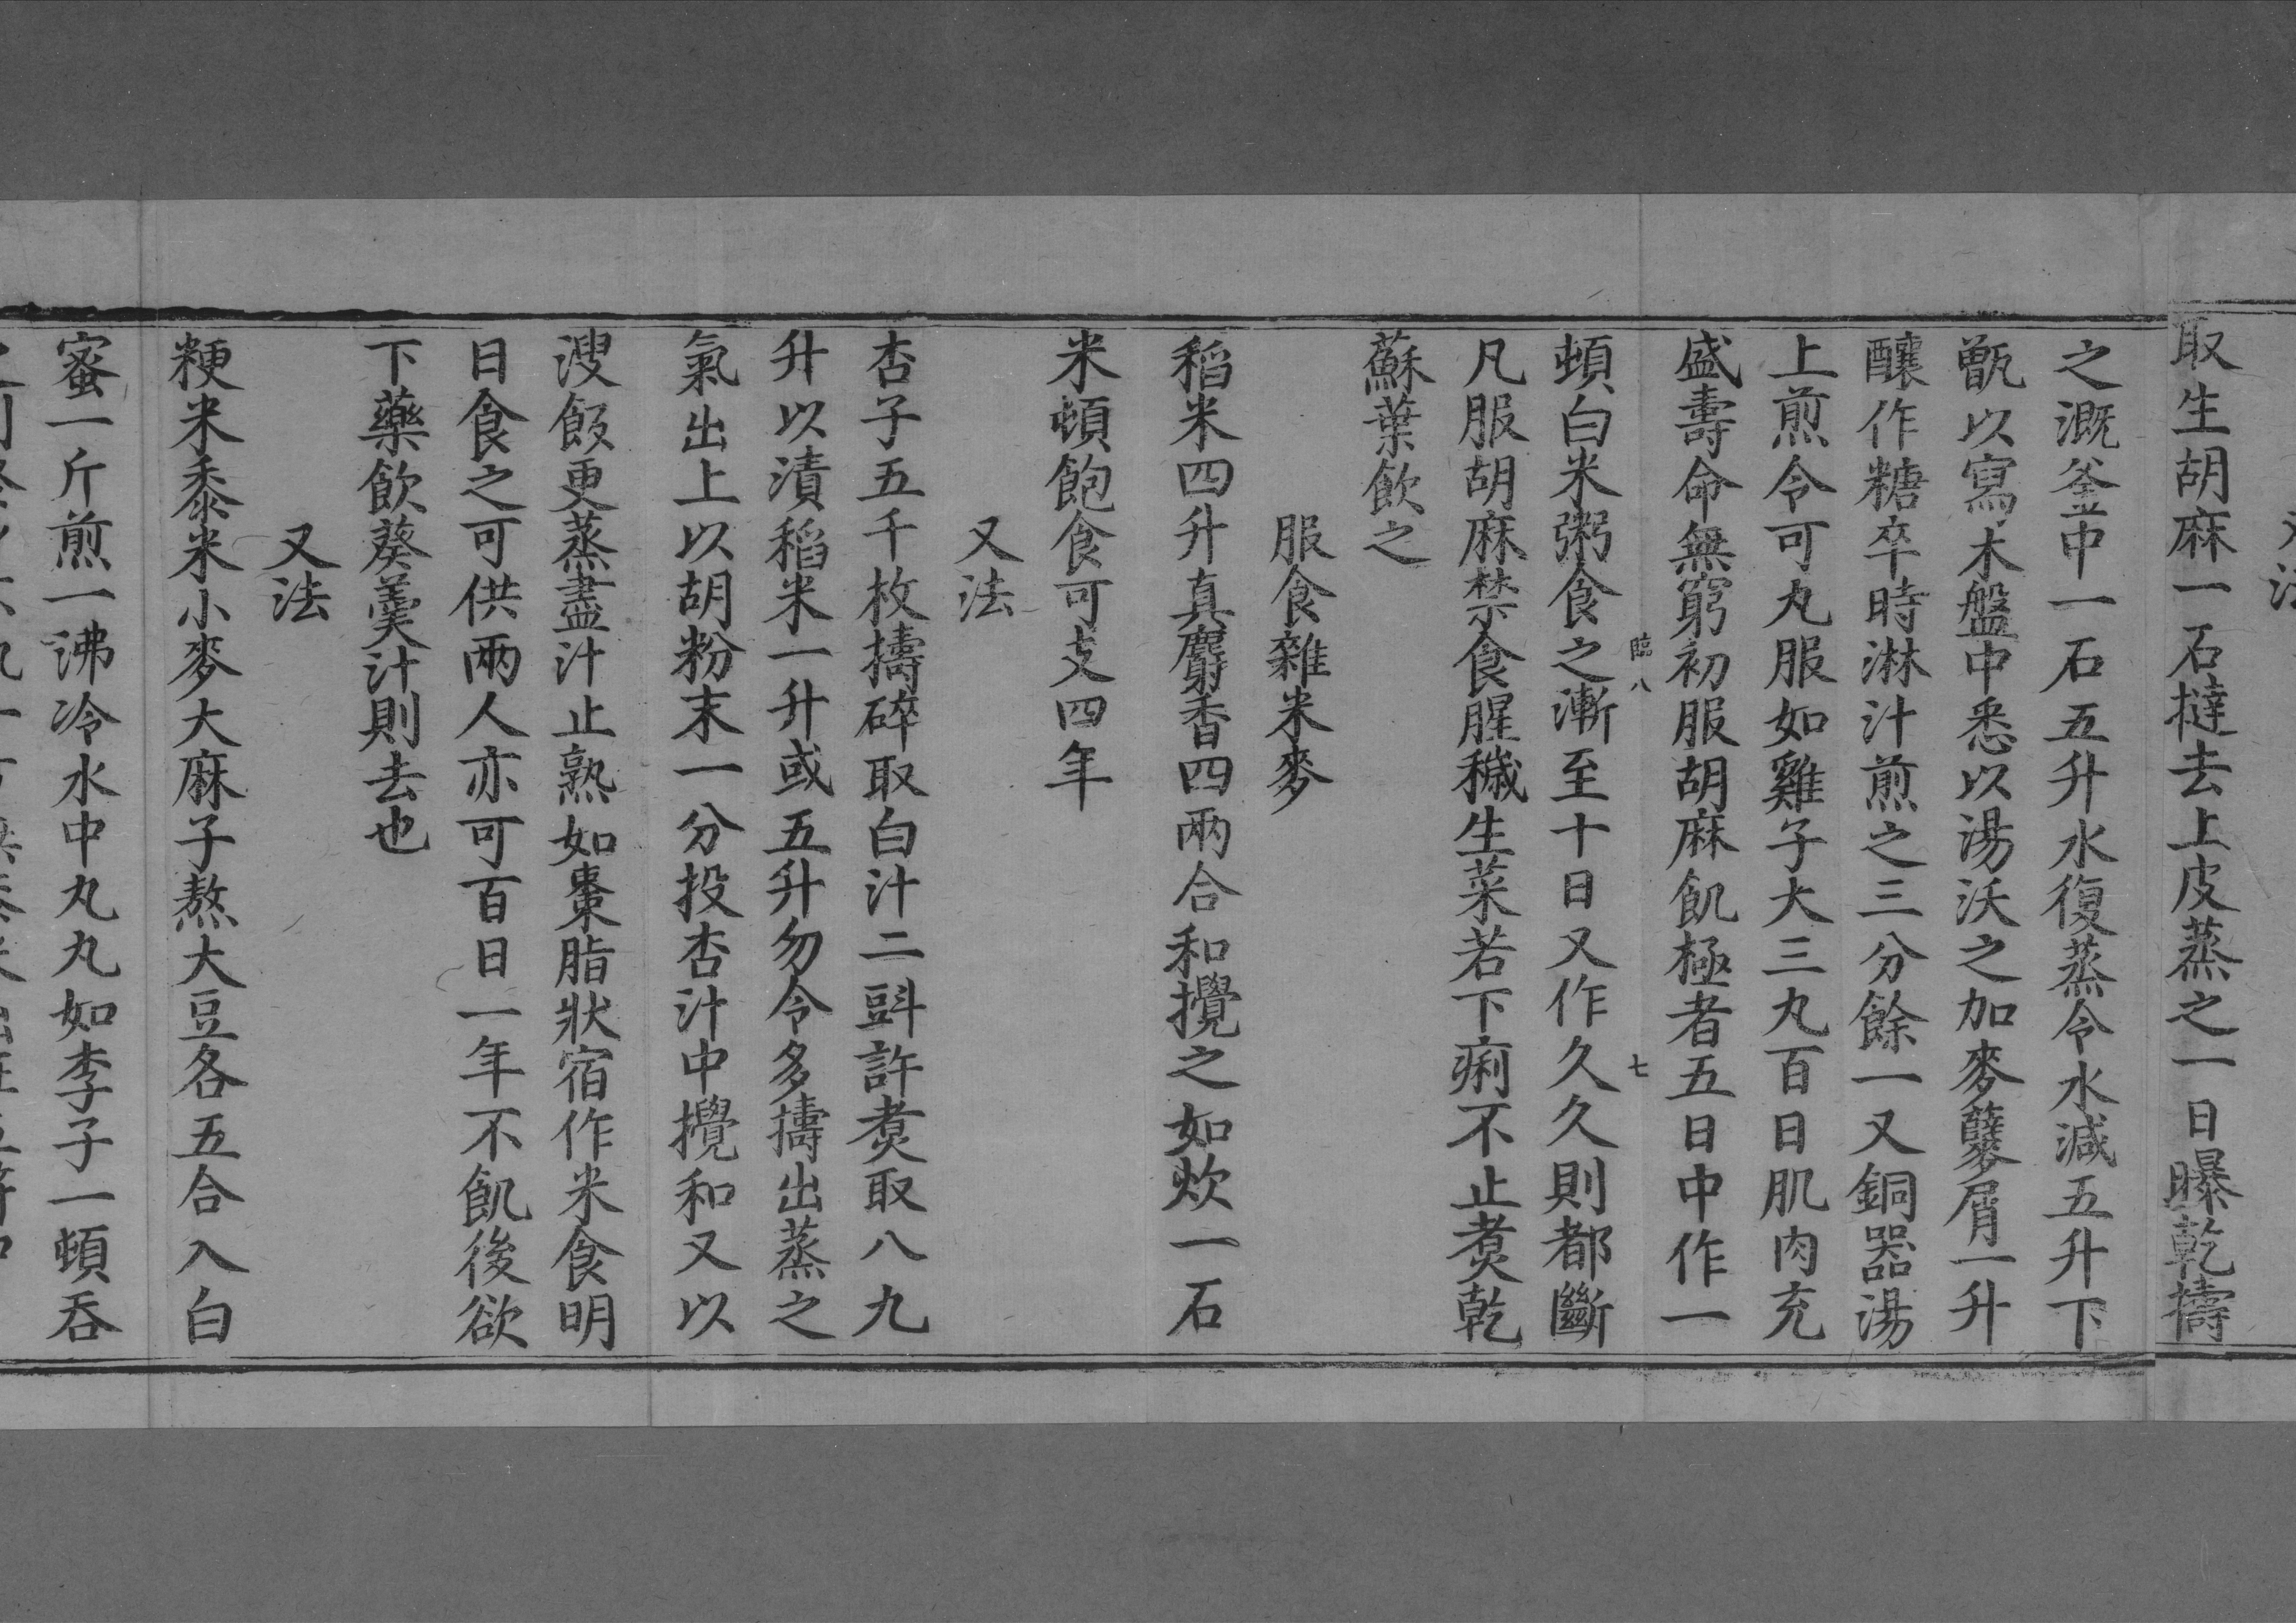 又法
取生胡麻一石撻去上皮蒸之一日曝乾擣
之溉釜中一石五升水復蒸令水減五升下
甑以寫木盤中悉以湯沃之加麥糱屑一升
釀作糖卒時淋汁煎之三分餘一又銅器湯
上煎令可丸服如雞子大三丸百日肌肉充
盛壽命無窮初服胡麻飢極者五日中作一
臨八 七
頓白米粥食之漸至十日又作久久則都斷
凡服胡麻禁食腥穢生菜若下痢不止煑乾
蘇葉飲之
服食雜米麥
稻米四升真麝香四兩合和攪之如炊一石
米頓飽食可支四年
又法
杏子五千枚擣碎取白汁二㪷許煑取八九
升以漬稻米一升或五升勿令多擣出蒸之
氣出上以胡粉末一分投杏汁中攪和又以
溲飯更蒸盡汁止熟如棗脂狀宿作米食明
日食之可供兩人亦可百日一年不飢後欲
下藥飲葵羹汁則去也
又法
粳米黍米小麥大麻子熬大豆各五合入白
蜜一斤煎一沸冷水中丸丸如李子一頓吞